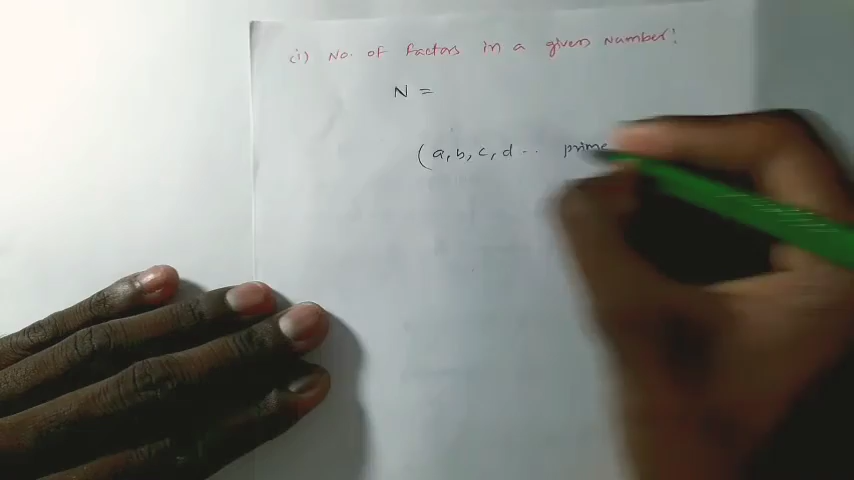 (i) No. of factors in a given number:
N =
(a, b, c, d .. prime